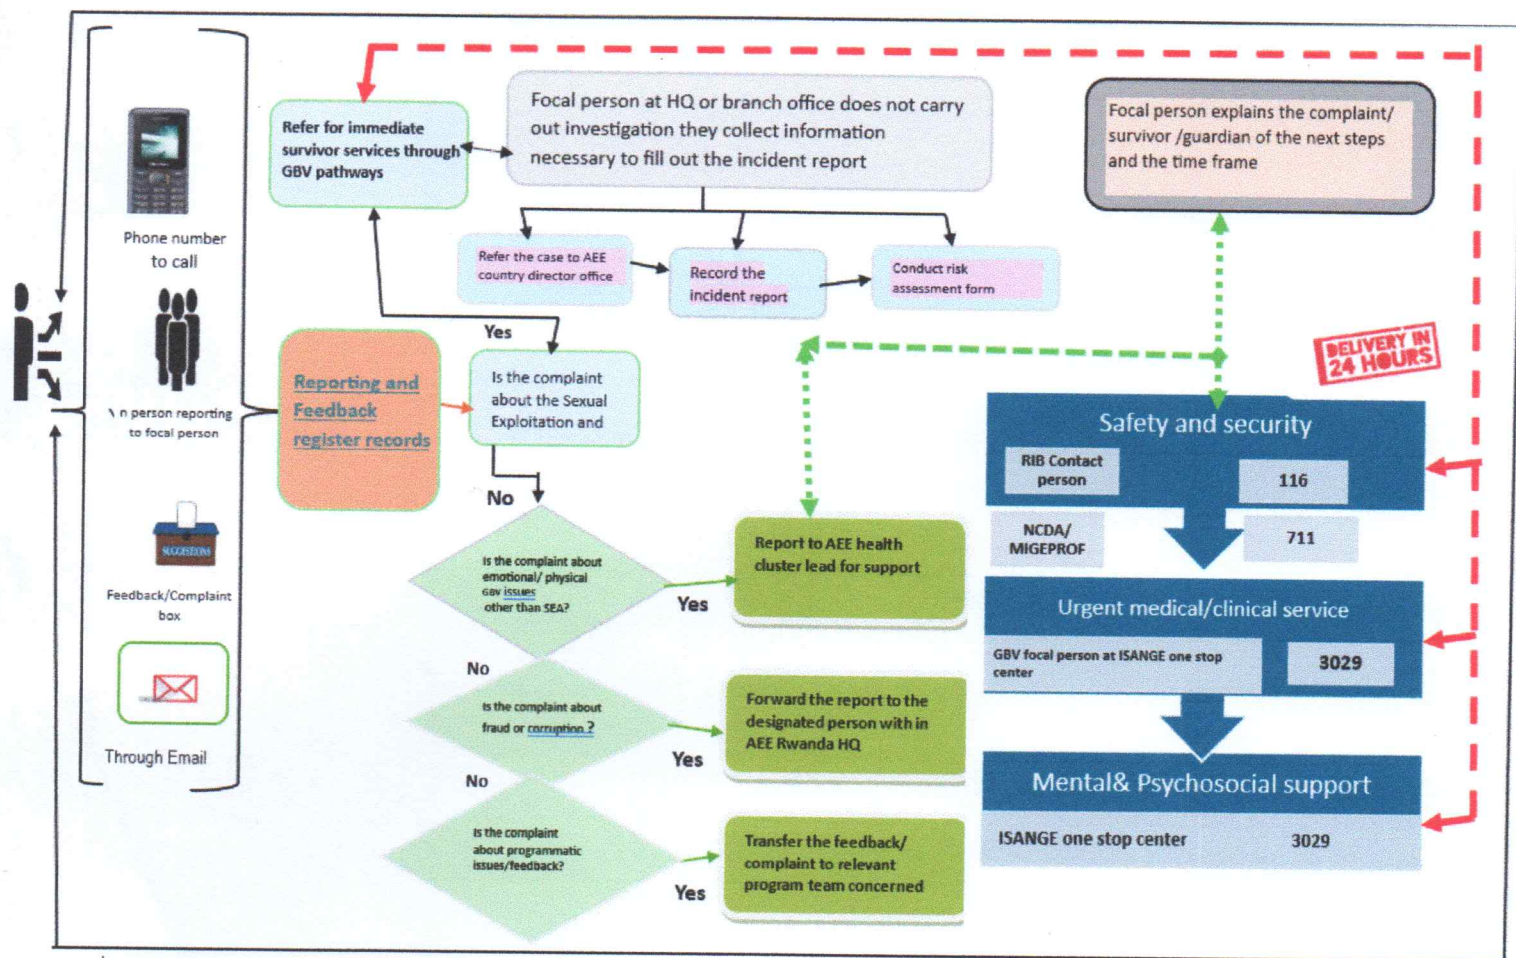 Phone number
to call
n person reporting
to focal person
SUGGESTIONS
Feedback/Complaint
box
Through Email
Reporting and
Feedback
register records
Refer for immediate
survivor services through
GBV pathways
Focal person at HQ or branch office does not carry
out investigation they collect information
necessary to fill out the incident report
Focal person explains the complaint/
survivor /guardian of the next steps
and the time frame
Refer the case to AEE
country director office
Record the
incident report
Conduct risk
assessment form
Yes
Is the complaint
about the Sexual
Exploitation and
No
Is the complaint about
emotional/ physical
GBV issues
other than SEA?
Yes
Report to AEE health
cluster lead for support
No
Is the complaint about
fraud or corruption ?
Yes
Forward the report to the
designated person with in
AEE Rwanda HQ
No
Is the complaint
about programmatic
issues/feedback?
Yes
Transfer the feedback/
complaint to relevant
program team concerned
DELIVERY IN
24 HOURS
Safety and security
RIB Contact
person
116
NCDA/
MIGEPROF
711
Urgent medical/clinical service
GBV focal person at ISANGE one stop
center
3029
Mental& Psychosocial support
ISANGE one stop center
3029